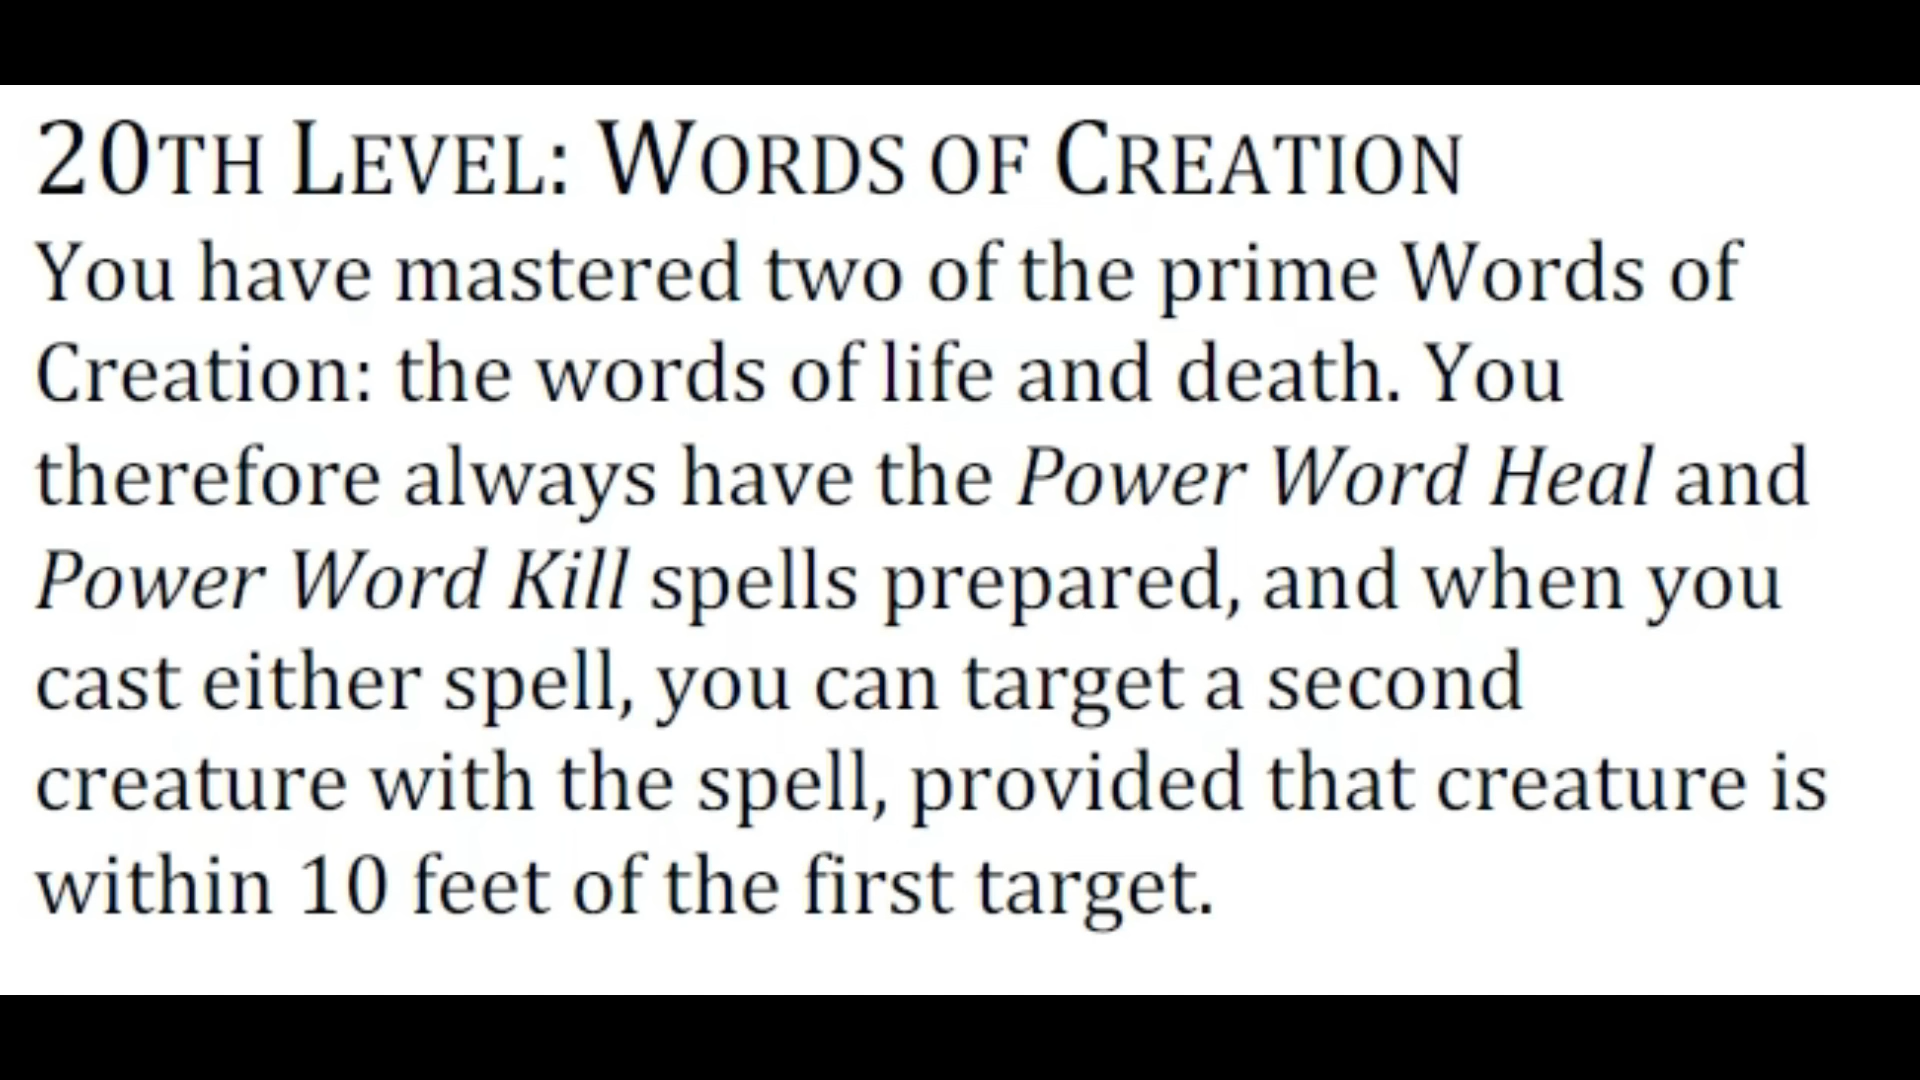 20TH LEVEL: WORDS OF CREATION
You have mastered two of the prime Words of
Creation: the words of life and death. You
therefore always have the Power Word Heal and
Power Word Kill spells prepared, and when you
cast either spell, you can target a second
creature with the spell, provided that creature is
within 10 feet of the first target.